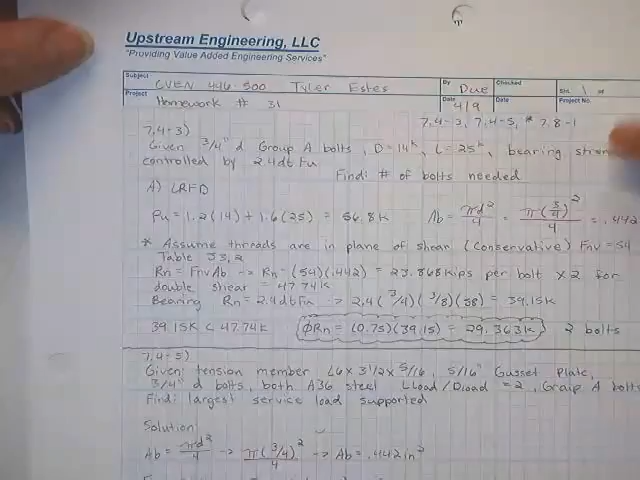 Upstream Engineering, LLC
"Providing Value Added Engineering Services"
Subject CVEN 446-500 Tyler Estes By Due Checked Sht. 1 of
Project Homework # 31 Date 4/9 Date Project No.
7.4-3, 7.4-5, * 7.8-1
7.4-3)
Given 3/4" d Group A bolts, D=14k, L=25k, bearing
controlled by 2.4dtFu
Find: # of bolts needed
A) LRFD
Pu = 1.2(14) + 1.6(25) = 56.8k Ab = πd²/4 = π(3/4)²/4 = .442
* Assume threads are in plane of shear (conservative) Fnv = 54
Table J3.2
Rn = FnvAb → Rn = (54)(.442) = 23.868kips per bolt x2 for
double shear = 47.74k
Bearing Rn = 2.4dtFu → 2.4(3/4)(3/8)(58) = 39.15k
39.15k < 47.74k ØRn = (0.75)(39.15) = 29.363k 2 bolts
7.4-5)
Given: tension member L6 x 3 1/2 x 5/16, 5/16" Gusset Plate,
3/4" d bolts, both A36 steel Lload/Dload = 2, Group A bolts
Find: largest service load supported
Solution
Ab = πd²/4 → π(3/4)²/4 → Ab = .442in²